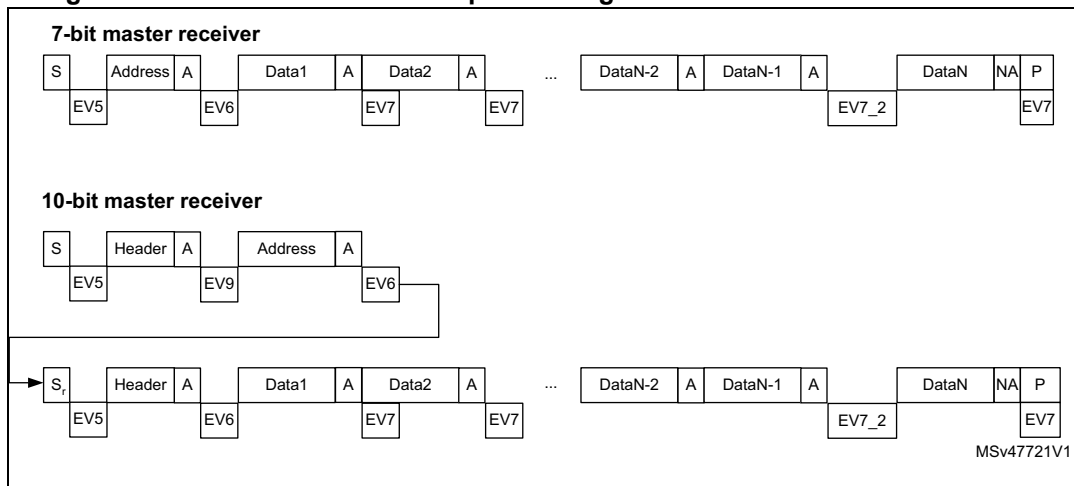 7-bit master receiver
S Address A Data1 A Data2 A ... DataN-2 A DataN-1 A DataN NA P
EV5 EV6 EV7 EV7 EV7_2 EV7
10-bit master receiver
S Header A Address A
EV5 EV9 EV6
Sr Header A Data1 A Data2 A ... DataN-2 A DataN-1 A DataN NA P
EV5 EV6 EV7 EV7 EV7_2 EV7
MSv47721V1